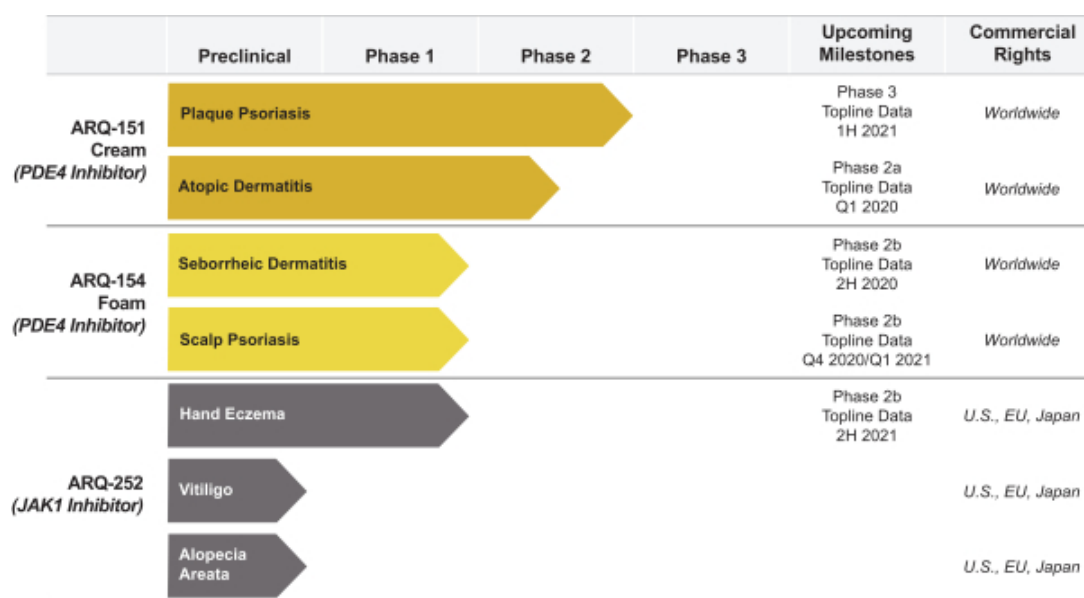 Preclinical
Phase 1
Phase 2
Phase 3
Upcoming
Milestones
Commercial
Rights
ARQ-151
Cream
(PDE4 Inhibitor)
Plaque Psoriasis
Phase 3
Topline Data
1H 2021
Worldwide
Atopic Dermatitis
Phase 2a
Topline Data
Q1 2020
Worldwide
ARQ-154
Foam
(PDE4 Inhibitor)
Seborrheic Dermatitis
Phase 2b
Topline Data
2H 2020
Worldwide
Scalp Psoriasis
Phase 2b
Topline Data
Q4 2020/Q1 2021
Worldwide
ARQ-252
(JAK1 Inhibitor)
Hand Eczema
Phase 2b
Topline Data
2H 2021
U.S., EU, Japan
Vitiligo
U.S., EU, Japan
Alopecia
Areata
U.S., EU, Japan